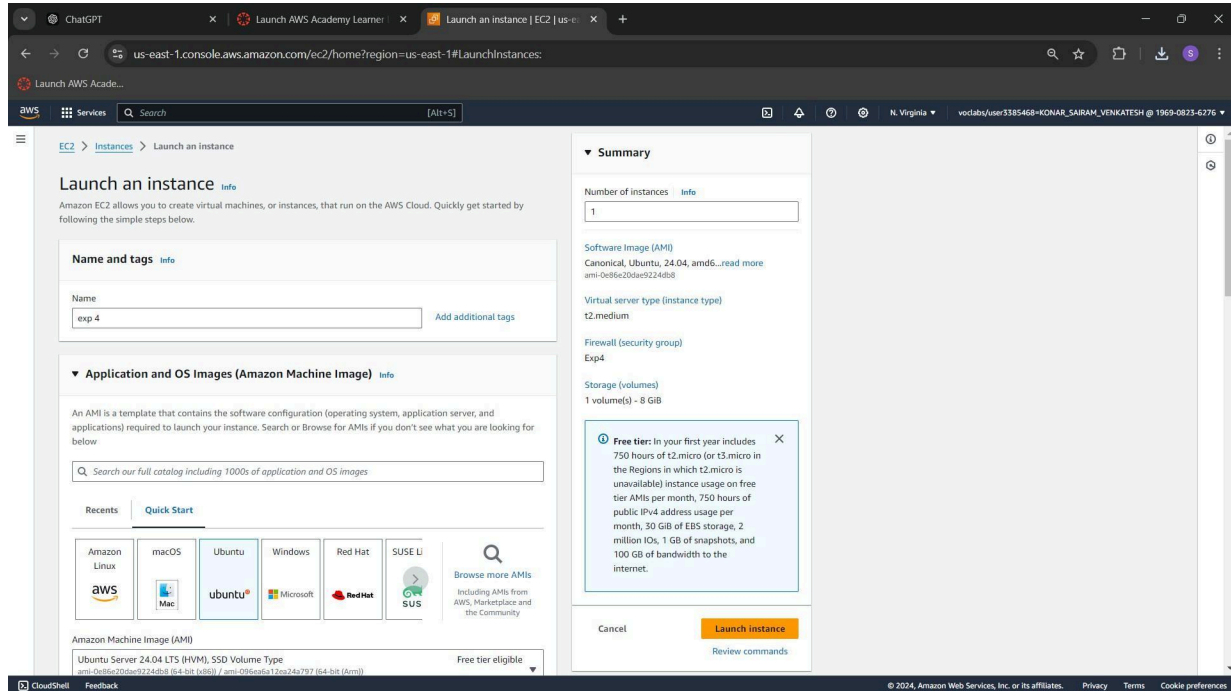 ChatGPT
Launch AWS Academy Learner
Launch an instance | EC2 | us-e
us-east-1.console.aws.amazon.com/ec2/home?region=us-east-1#LaunchInstances:
S
Launch AWS Acade...
aws
Services
Search
[Alt+S]
N. Virginia
voclabs/user3385468=KONAR_SAIRAM_VENKATESH @ 1969-0823-6276
EC2 > Instances > Launch an instance
Launch an instance Info
Amazon EC2 allows you to create virtual machines, or instances, that run on the AWS Cloud. Quickly get started by
following the simple steps below.
Name and tags Info
Name
exp 4
Add additional tags
Application and OS Images (Amazon Machine Image) Info
An AMI is a template that contains the software configuration (operating system, application server, and
applications) required to launch your instance. Search or Browse for AMIs if you don't see what you are looking for
below
Search our full catalog including 1000s of application and OS images
Recents
Quick Start
Amazon
Linux
aws
macOS
Mac
Ubuntu
ubuntu®
Windows
Microsoft
Red Hat
Red Hat
SUSE Li
SUS
Browse more AMIs
Including AMIs from
AWS, Marketplace and
the Community
Amazon Machine Image (AMI)
Ubuntu Server 24.04 LTS (HVM), SSD Volume Type
Free tier eligible
ami-0e86e20dae9224db8 (64-bit (x86)) / ami-096ea6a12ea24a797 (64-bit (Arm))
Summary
Number of instances Info
1
Software Image (AMI)
Canonical, Ubuntu, 24.04, amd6...read more
ami-0e86e20dae9224db8
Virtual server type (instance type)
t2.medium
Firewall (security group)
Exp4
Storage (volumes)
1 volume(s) - 8 GiB
Free tier: In your first year includes
750 hours of t2.micro (or t3.micro in
the Regions in which t2.micro is
unavailable) instance usage on free
tier AMIs per month, 750 hours of
public IPv4 address usage per
month, 30 GiB of EBS storage, 2
million IOs, 1 GB of snapshots, and
100 GB of bandwidth to the
internet.
Cancel
Launch instance
Review commands
CloudShell
Feedback
© 2024, Amazon Web Services, Inc. or its affiliates.
Privacy
Terms
Cookie preferences